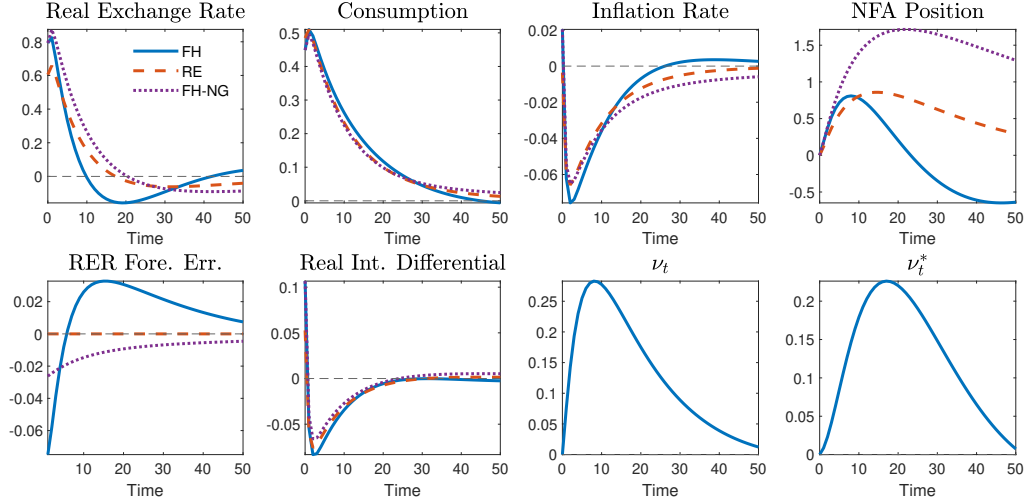 Real Exchange Rate
0.8
0.6
0.4
0.2
0
0 10 20 30 40 50
Time
FH
RE
FH-NG
Consumption
0.5
0.4
0.3
0.2
0.1
0
0 10 20 30 40 50
Time
Inflation Rate
0.02
0
-0.02
-0.04
-0.06
0 10 20 30 40 50
Time
NFA Position
1.5
1
0.5
0
-0.5
0 10 20 30 40 50
Time
RER Fore. Err.
0.02
0
-0.02
-0.04
-0.06
10 20 30 40 50
Time
Real Int. Differential
0.1
0.05
0
-0.05
0 10 20 30 40 50
Time
νₜ
0.25
0.2
0.15
0.1
0.05
0
0 10 20 30 40 50
Time
νₜ*
0.2
0.15
0.1
0.05
0
0 10 20 30 40 50
Time